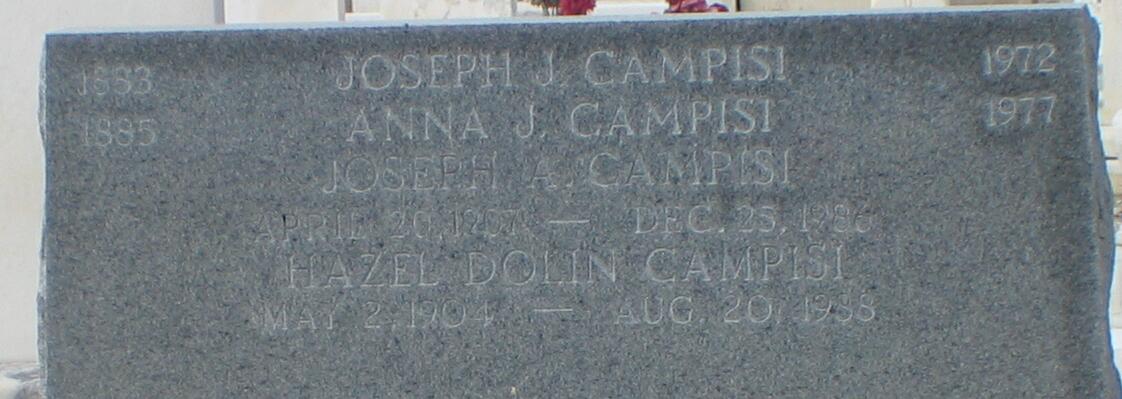 1883 JOSEPH J. CAMPISI 1972
1885 ANNA J. CAMPISI 1977
JOSEPH A. CAMPISI
APRIL 20, — DEC. 25, 1986
HAZEL DOLIN CAMPISI
MAY 2, 1904 — AUG. 20, 1988